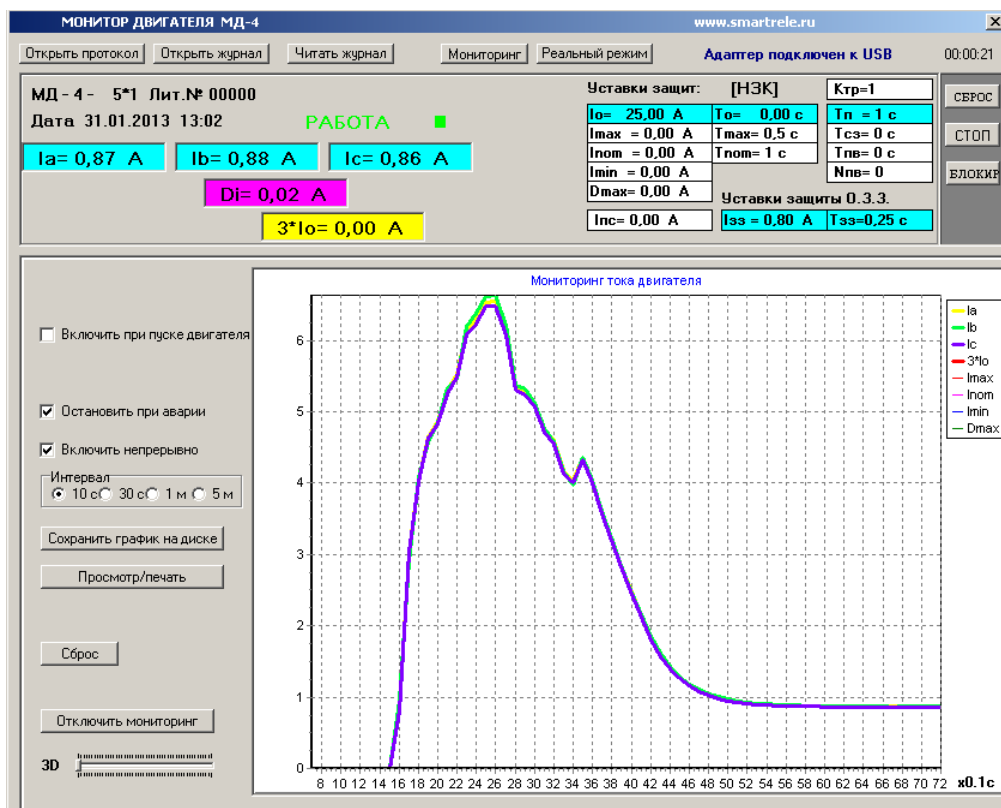 МОНИТОР ДВИГАТЕЛЯ МД-4 www.smartrele.ru
Открыть протокол Открыть журнал Читать журнал Мониторинг Реальный режим Адаптер подключен к USB 00:00:21
МД - 4 - 5*1 Лит.№ 00000
Дата 31.01.2013 13:02 РАБОТА
Ia= 0,87 А Ib= 0,88 А Ic= 0,86 А
Di= 0,02 А
3*Io= 0,00 А
Уставки защит: [НЗК] Ктр=1
Io= 25,00 А To= 0,00 с Тп = 1 с
Imax = 0,00 А Tmax= 0,5 с Тсз= 0 с
Inom = 0,00 А Tnom= 1 с Тпв= 0 с
Imin = 0,00 А Nпв= 0
Dmax= 0,00 А Уставки защиты О.З.З.
Iпс= 0,00 А Iзз = 0,80 А Тзз=0,25 с
СБРОС
СТОП
БЛОКИР
Включить при пуске двигателя
Остановить при аварии
Включить непрерывно
Интервал
10 с 30 с 1 м 5 м
Сохранить график на диске
Просмотр/печать
Сброс
Отключить мониторинг
3D
Мониторинг тока двигателя
6
5
4
3
2
1
0
8 10 12 14 16 18 20 22 24 26 28 30 32 34 36 38 40 42 44 46 48 50 52 54 56 58 60 62 64 66 68 70 72 x0.1с
Ia
Ib
Ic
3*Io
Imax
Inom
Imin
Dmax